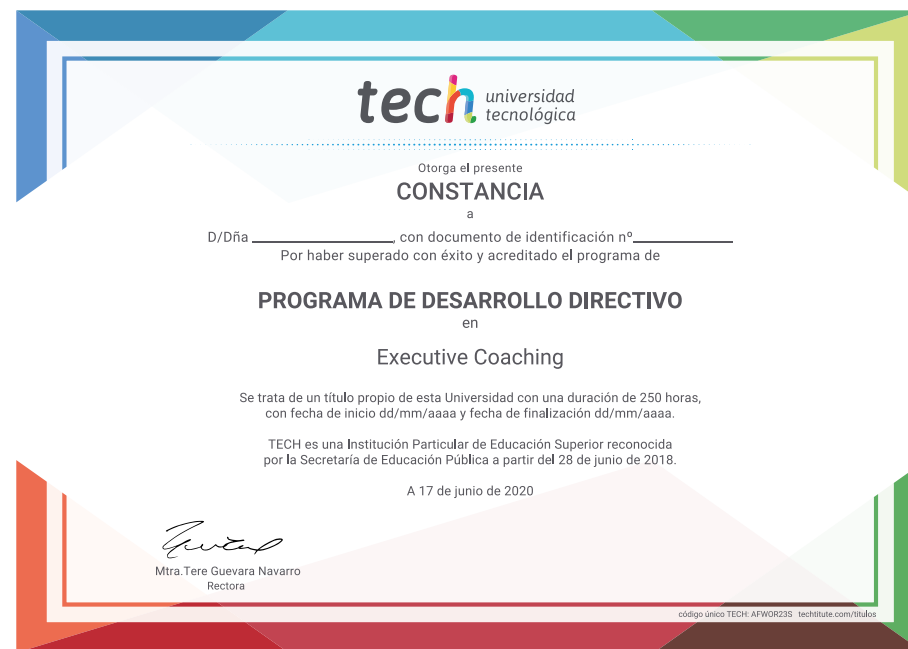 tech universidad
tecnológica
Otorga el presente
CONSTANCIA
a
D/Dña ____________________, con documento de identificación nº______________
Por haber superado con éxito y acreditado el programa de
PROGRAMA DE DESARROLLO DIRECTIVO
en
Executive Coaching
Se trata de un título propio de esta Universidad con una duración de 250 horas,
con fecha de inicio dd/mm/aaaa y fecha de finalización dd/mm/aaaa.
TECH es una Institución Particular de Educación Superior reconocida
por la Secretaría de Educación Pública a partir del 28 de junio de 2018.
A 17 de junio de 2020
Mtra.Tere Guevara Navarro
Rectora
código único TECH: AFWOR23S techtitute.com/titulos